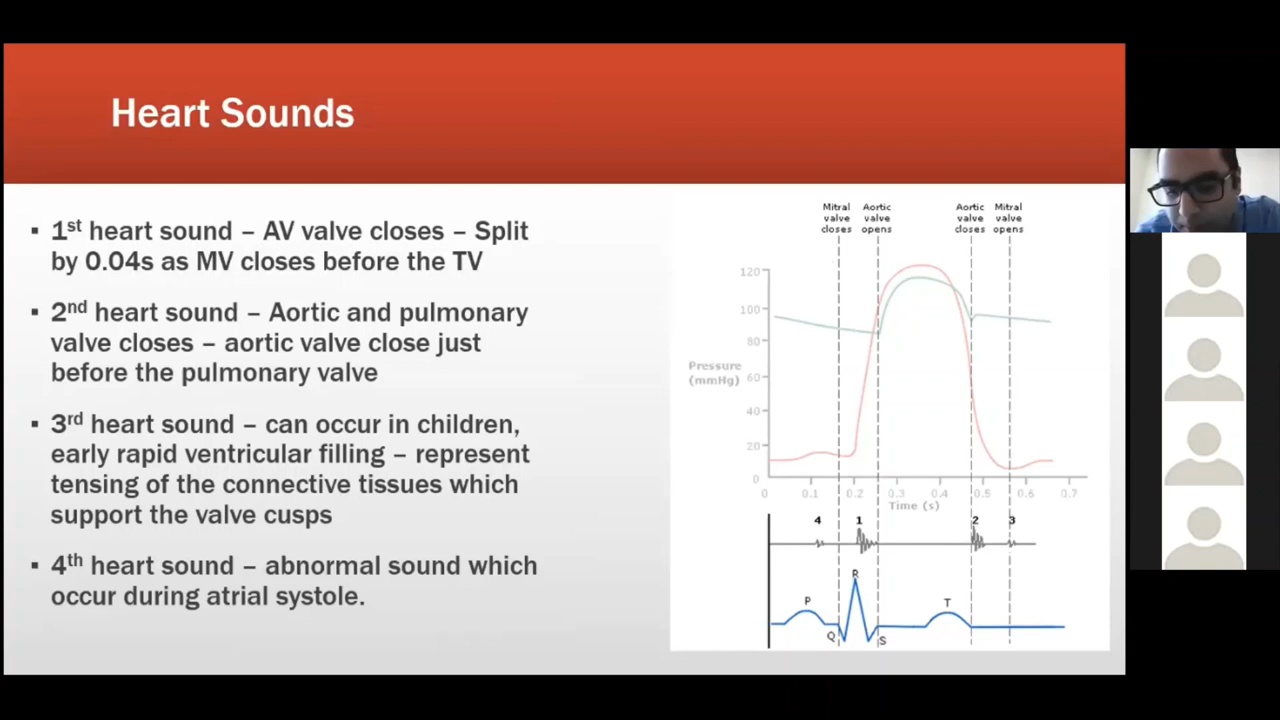 Heart Sounds
▪ 1st heart sound – AV valve closes – Split
by 0.04s as MV closes before the TV
▪ 2nd heart sound – Aortic and pulmonary
valve closes – aortic valve close just
before the pulmonary valve
▪ 3rd heart sound – can occur in children,
early rapid ventricular filling – represent
tensing of the connective tissues which
support the valve cusps
▪ 4th heart sound – abnormal sound which
occur during atrial systole.
Mitral valve closes
Aortic valve opens
Aortic valve closes
Mitral valve opens
120
100
80
60
40
20
0
Pressure
(mmHg)
0 0.1 0.2 0.3 0.4 0.5 0.6 0.7
Time (s)
4 1 2 3
P Q R S T